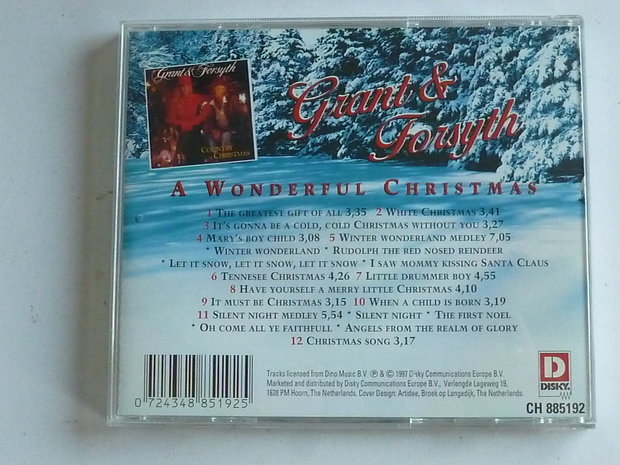 Grant & Forsyth
Country
Christmas
Grant &
Forsyth
A Wonderful Christmas
1 The greatest gift of all 3,35 2 White Christmas 3,41
3 It's gonna be a cold, cold Christmas without you 3,27
4 Mary's boy child 3,08 5 Winter wonderland medley 7,05
* Winter wonderland * Rudolph the red nosed reindeer
* Let it snow, let it snow, let it snow * I saw mommy kissing Santa Claus
6 Tennesee Christmas 4,26 7 Little drummer boy 4,55
8 Have yourself a merry little Christmas 4,10
9 It must be Christmas 3,15 10 When a child is born 3,19
11 Silent night medley 5,54 * Silent night * The first noel
* Oh come all ye faithfull * Angels from the realm of glory
12 Christmas song 3,17
0 724348 851925
Tracks licensed from Dino Music B.V. ℗ & © 1997 Disky Communications Europe B.V.
Marketed and distributed by Disky Communications Europe B.V., Verlengde Lageweg 19,
1628 PM Hoorn, The Netherlands. Cover Design: Artidee, Broek op Langedijk, The Netherlands.
D
DISKY
CH 885192